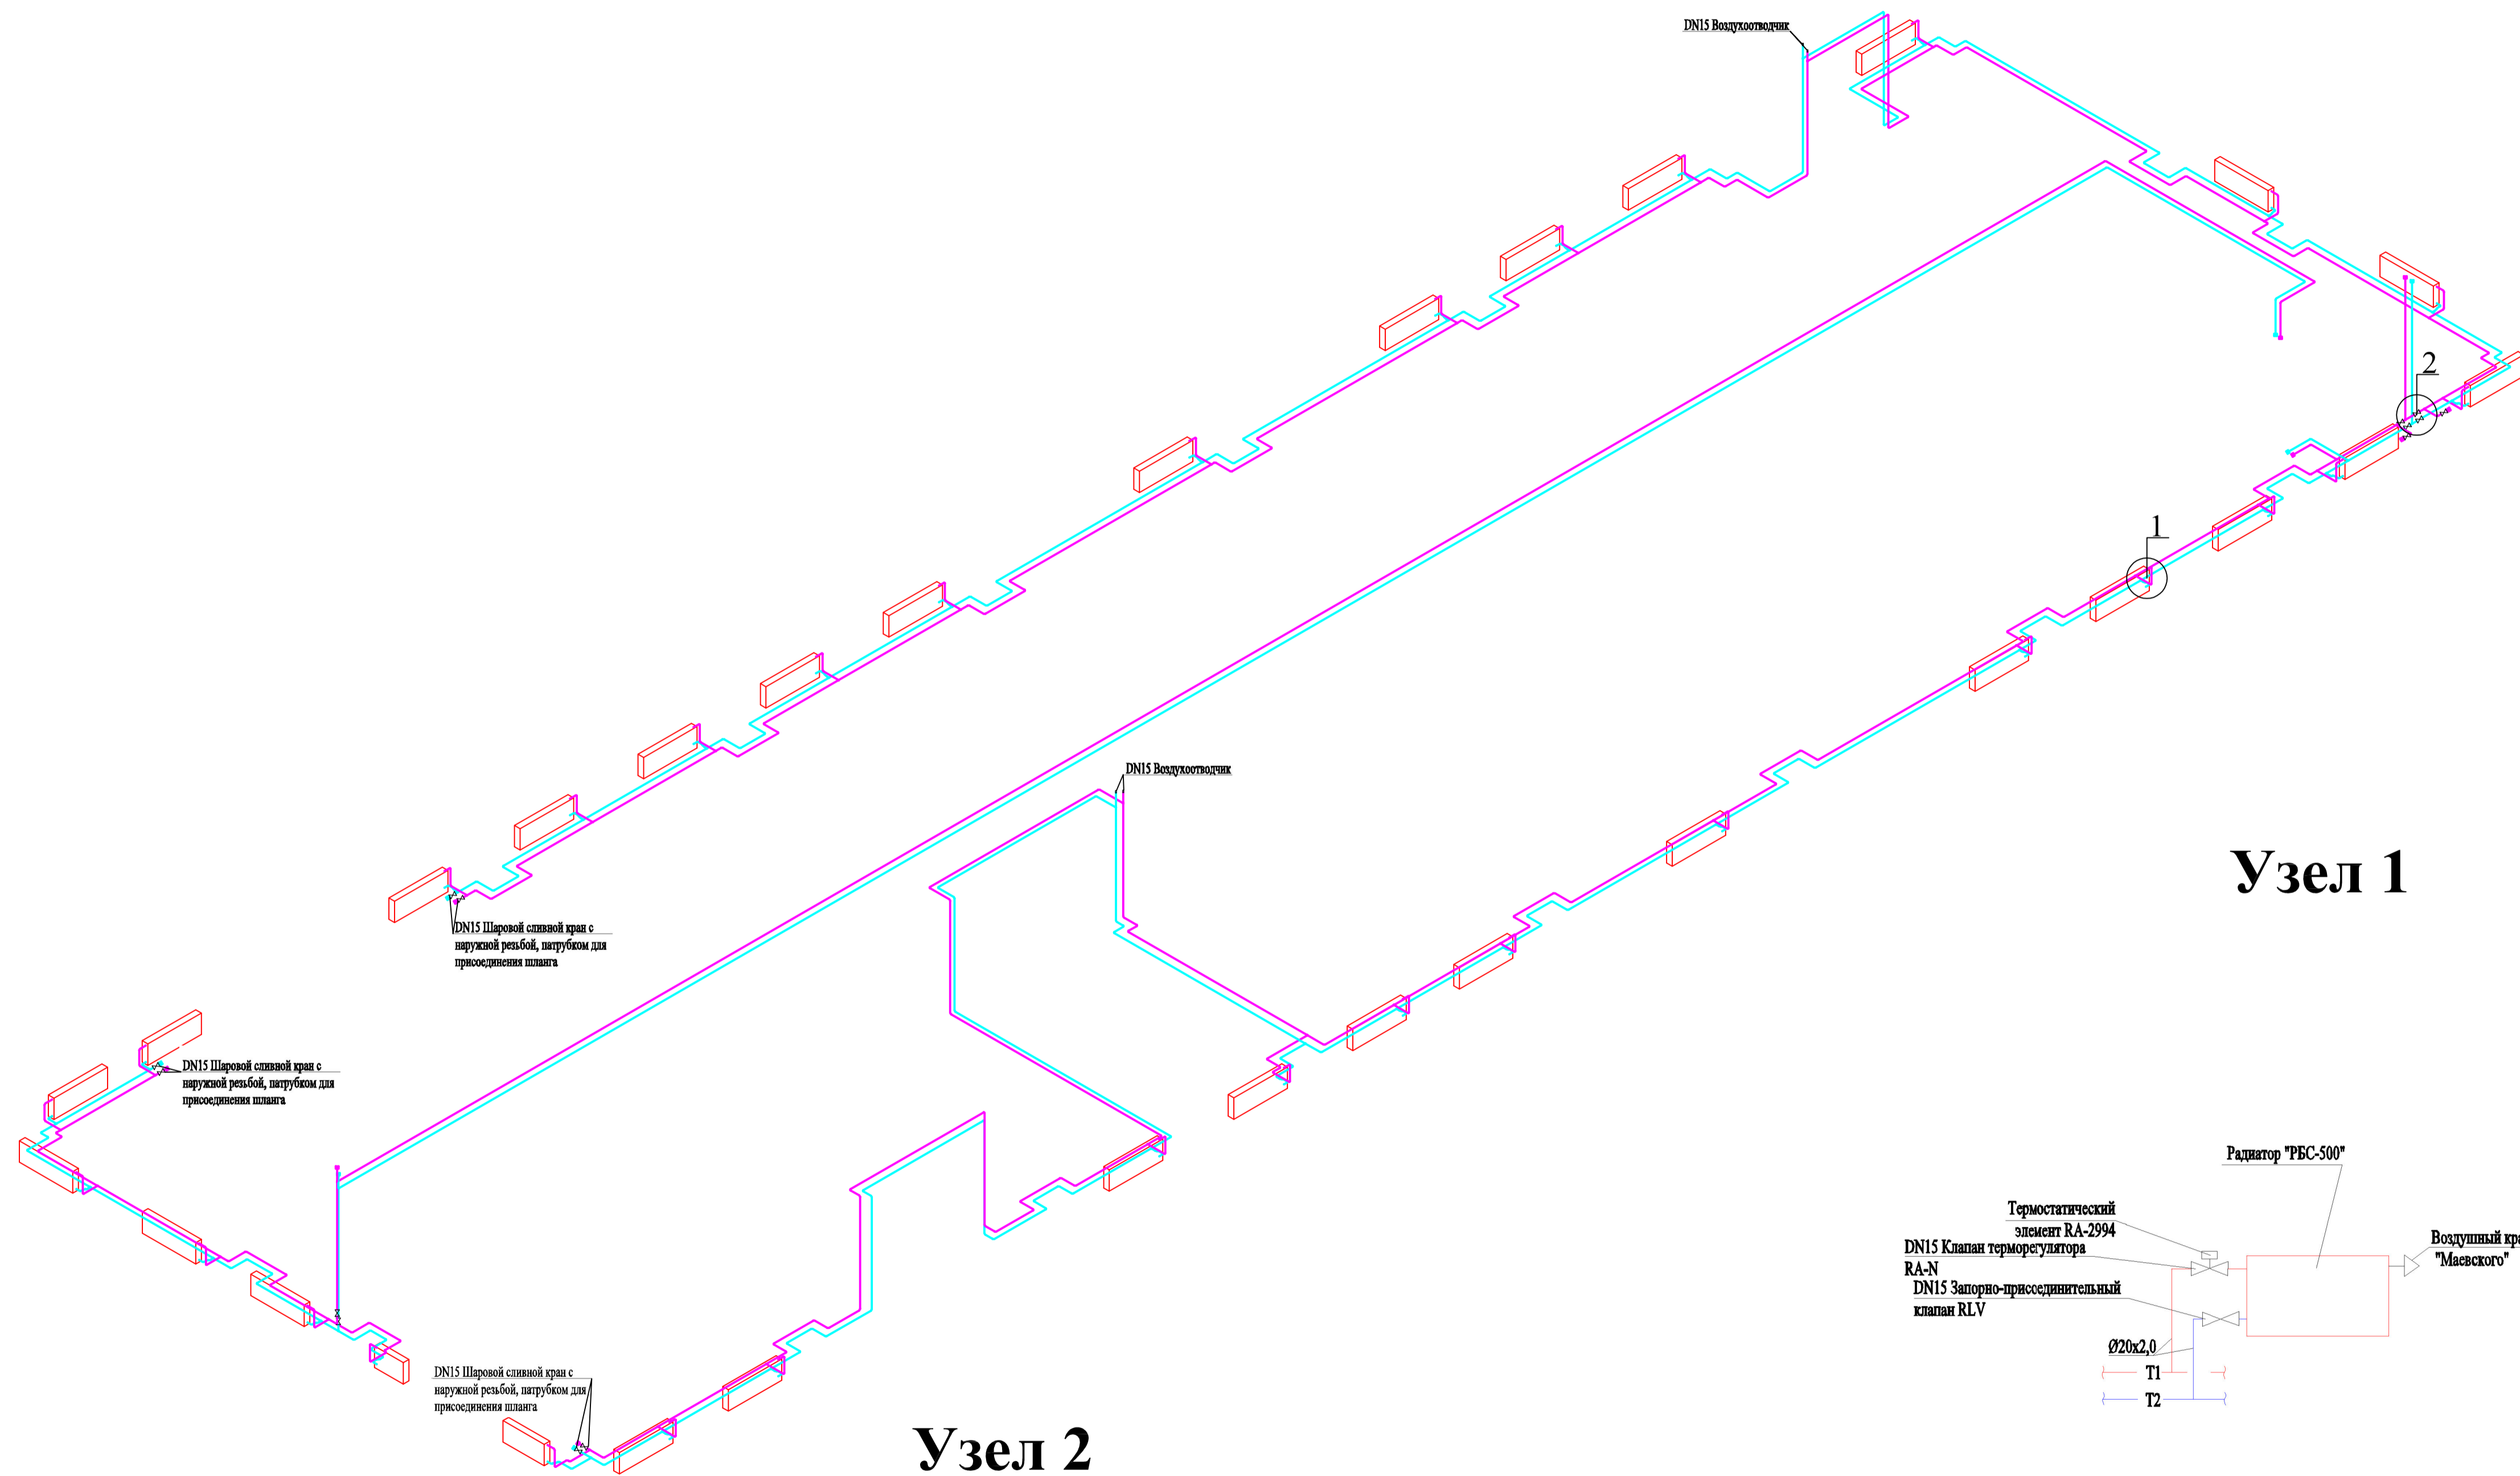 DN15 Воздухоотводчик
2
1
DN15 Воздухоотводчик
Узел 1
DN15 Шаровой сливной кран с
наружной резьбой, патрубком для
присоединения шланга
DN15 Шаровой сливной кран с
наружной резьбой, патрубком для
присоединения шланга
Радиатор "РБС-500"
Термостатический
элемент RA-2994
DN15 Клапан терморегулятора
RA-N
Воздушный кра
"Маевского"
DN15 Запорно-присоединительный
клапан RLV
Ø20x2,0
T1
T2
DN15 Шаровой сливной кран с
наружной резьбой, патрубком для
присоединения шланга
Узел 2